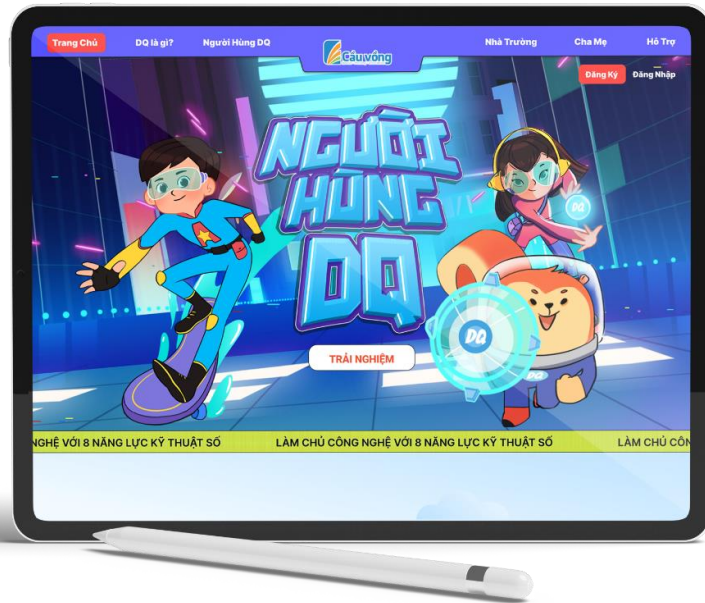 Trang Chủ
DQ là gì?
Người Hùng DQ
Cầu vồng
Nhà Trường
Cha Mẹ
Hỗ Trợ
Đăng Ký
Đăng Nhập
NGƯỜI
HÙNG
DQ
DQ
DQ
DQ
TRẢI NGHIỆM
NGHỆ VỚI 8 NĂNG LỰC KỸ THUẬT SỐ
LÀM CHỦ CÔNG NGHỆ VỚI 8 NĂNG LỰC KỸ THUẬT SỐ
LÀM CHỦ CÔN